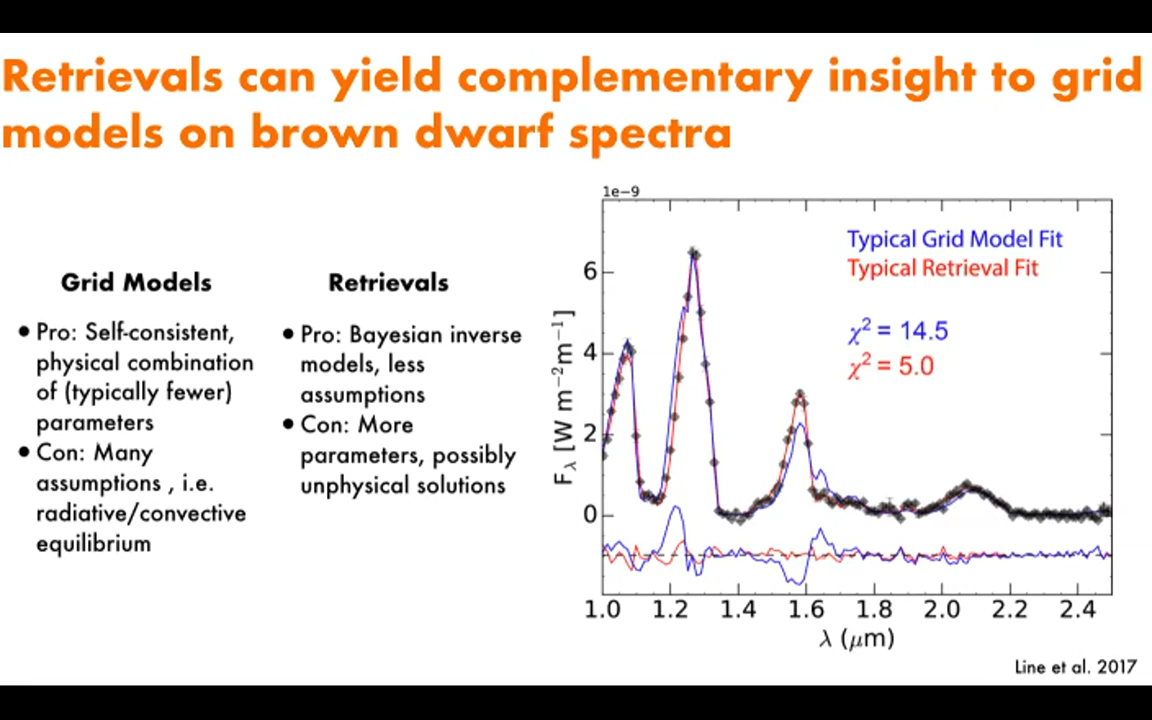 Retrievals can yield complementary insight to grid
models on brown dwarf spectra
Grid Models
• Pro: Self-consistent,
physical combination
of (typically fewer)
parameters
• Con: Many
assumptions , i.e.
radiative/convective
equilibrium
Retrievals
• Pro: Bayesian inverse
models, less
assumptions
• Con: More
parameters, possibly
unphysical solutions
1e−9
Typical Grid Model Fit
Typical Retrieval Fit
χ² = 14.5
χ² = 5.0
F_λ [W m⁻²m⁻¹]
6
4
2
0
1.0 1.2 1.4 1.6 1.8 2.0 2.2 2.4
λ (μm)
Line et al. 2017